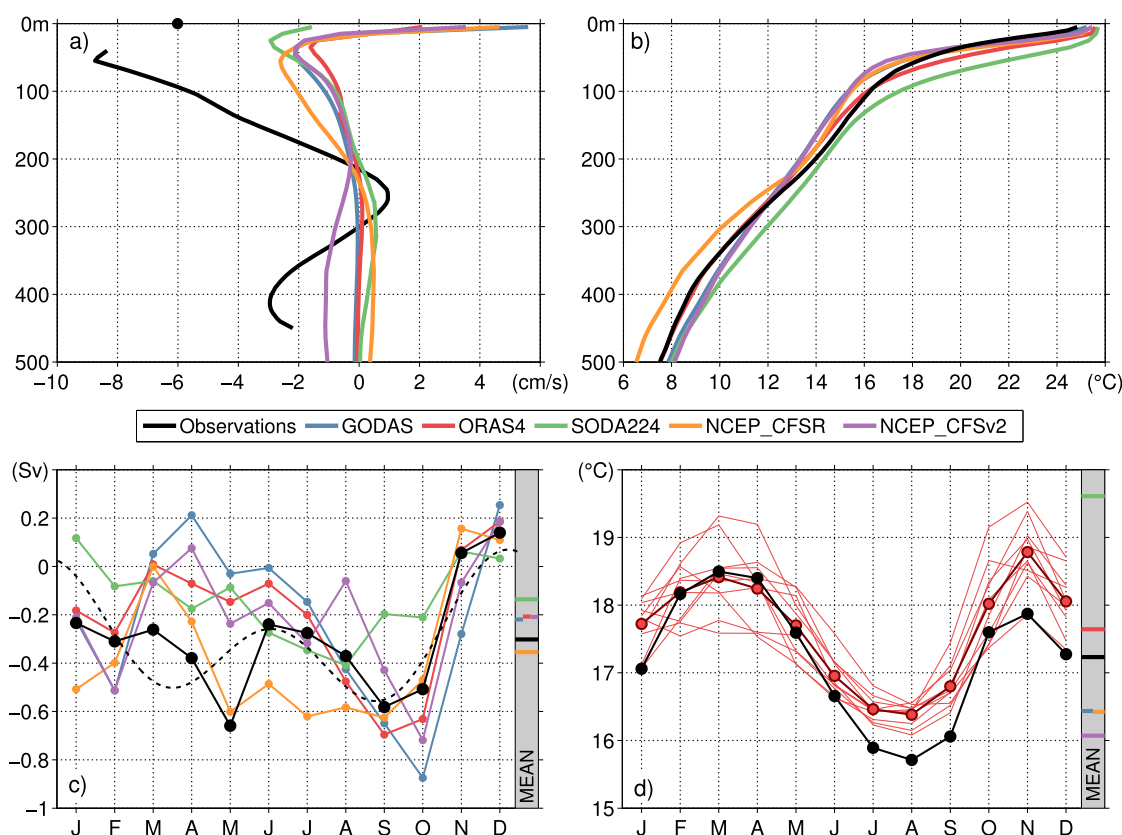 0m
a)
100
200
300
400
500
−10 −8 −6 −4 −2 0 2 4 (cm/s)
0m
b)
100
200
300
400
500
6 8 10 12 14 16 18 20 22 24 (°C)
Observations GODAS ORAS4 SODA224 NCEP_CFSR NCEP_CFSv2
(Sv)
0.2
0
−0.2
−0.4
−0.6
−0.8
−1
c)
MEAN
J F M A M J J A S O N D
(°C)
19
18
17
16
15
d)
MEAN
J F M A M J J A S O N D